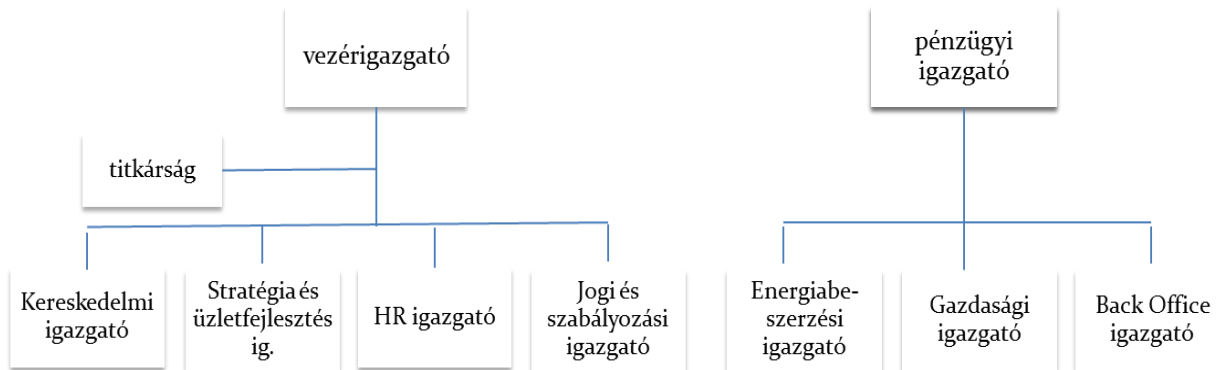 vezérigazgató
pénzügyi
igazgató
titkárság
Kereskedelmi
igazgató
Stratégia és
üzletfejlesztés
ig.
HR igazgató
Jogi és
szabályozási
igazgató
Energiabe-
szerzési
igazgató
Gazdasági
igazgató
Back Office
igazgató